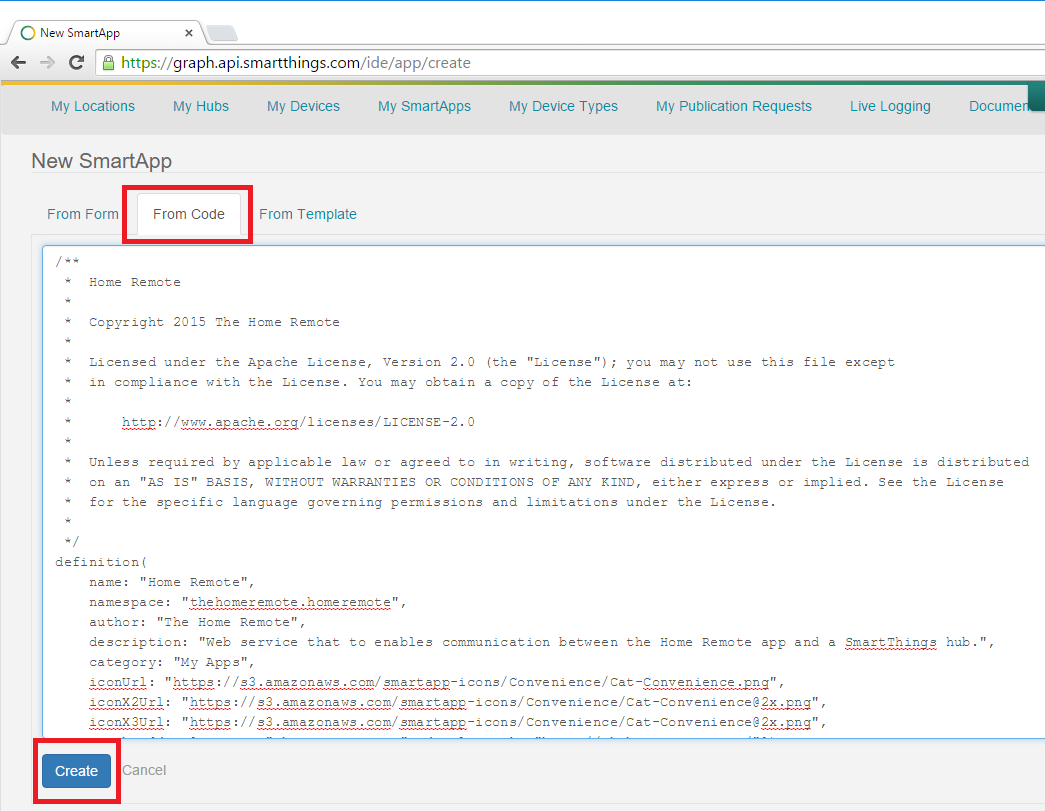 New SmartApp
https://graph.api.smartthings.com/ide/app/create
My Locations My Hubs My Devices My SmartApps My Device Types My Publication Requests Live Logging Documen
New SmartApp
From Form From Code From Template
/**
* Home Remote
*
* Copyright 2015 The Home Remote
*
* Licensed under the Apache License, Version 2.0 (the "License"); you may not use this file except
* in compliance with the License. You may obtain a copy of the License at:
*
* http://www.apache.org/licenses/LICENSE-2.0
*
* Unless required by applicable law or agreed to in writing, software distributed under the License is distributed
* on an "AS IS" BASIS, WITHOUT WARRANTIES OR CONDITIONS OF ANY KIND, either express or implied. See the License
* for the specific language governing permissions and limitations under the License.
*
*/
definition(
name: "Home Remote",
namespace: "thehomeremote.homeremote",
author: "The Home Remote",
description: "Web service that to enables communication between the Home Remote app and a SmartThings hub.",
category: "My Apps",
iconUrl: "https://s3.amazonaws.com/smartapp-icons/Convenience/Cat-Convenience.png",
iconX2Url: "https://s3.amazonaws.com/smartapp-icons/Convenience/Cat-Convenience@2x.png",
iconX3Url: "https://s3.amazonaws.com/smartapp-icons/Convenience/Cat-Convenience@2x.png",
Create Cancel